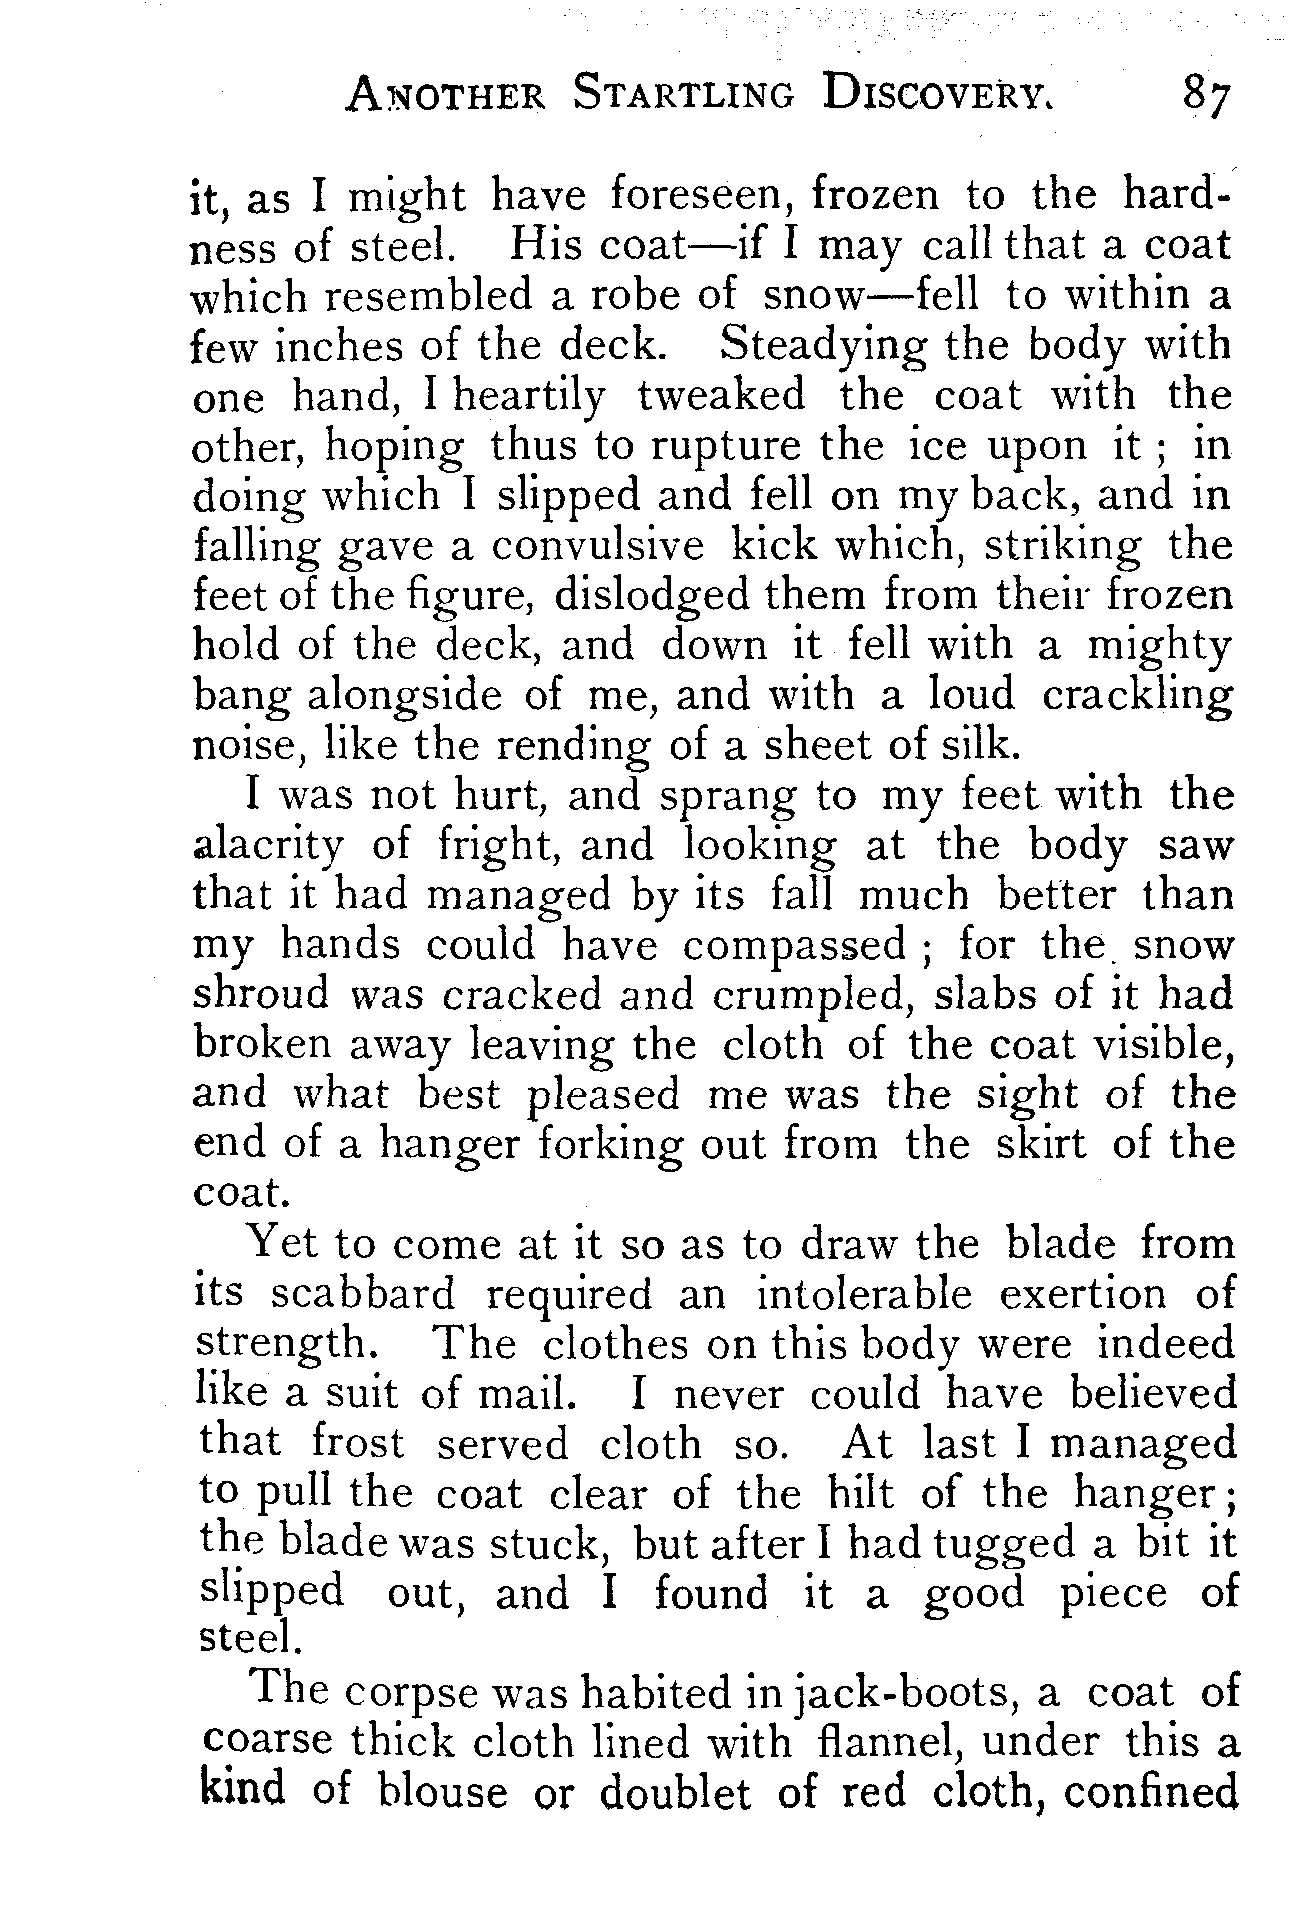 ANOTHER STARTLING DISCOVERY. 87
it, as I might have foreseen, frozen to the hard-
ness of steel. His coat—if I may call that a coat
which resembled a robe of snow—fell to within a
few inches of the deck. Steadying the body with
one hand, I heartily tweaked the coat with the
other, hoping thus to rupture the ice upon it ; in
doing which I slipped and fell on my back, and in
falling gave a convulsive kick which, striking the
feet of the figure, dislodged them from their frozen
hold of the deck, and down it fell with a mighty
bang alongside of me, and with a loud crackling
noise, like the rending of a sheet of silk.
I was not hurt, and sprang to my feet with the
alacrity of fright, and looking at the body saw
that it had managed by its fall much better than
my hands could have compassed ; for the snow
shroud was cracked and crumpled, slabs of it had
broken away leaving the cloth of the coat visible,
and what best pleased me was the sight of the
end of a hanger forking out from the skirt of the
coat.
Yet to come at it so as to draw the blade from
its scabbard required an intolerable exertion of
strength. The clothes on this body were indeed
like a suit of mail. I never could have believed
that frost served cloth so. At last I managed
to pull the coat clear of the hilt of the hanger ;
the blade was stuck, but after I had tugged a bit it
slipped out, and I found it a good piece of
steel.
The corpse was habited in jack-boots, a coat of
coarse thick cloth lined with flannel, under this a
kind of blouse or doublet of red cloth, confined